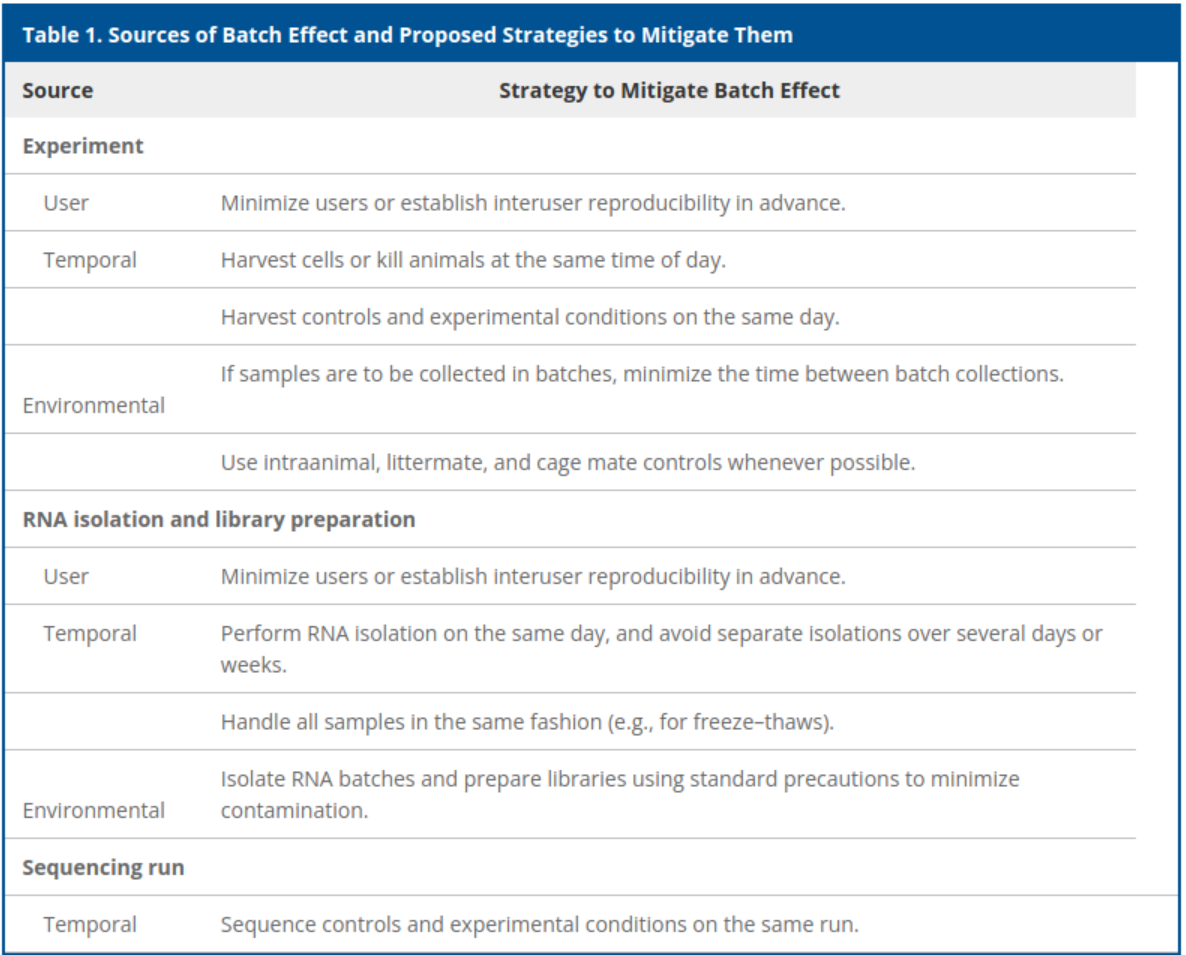 Table 1. Sources of Batch Effect and Proposed Strategies to Mitigate Them
Source Strategy to Mitigate Batch Effect
Experiment
User Minimize users or establish interuser reproducibility in advance.
Temporal Harvest cells or kill animals at the same time of day.
Harvest controls and experimental conditions on the same day.
If samples are to be collected in batches, minimize the time between batch collections.
Environmental
Use intraanimal, littermate, and cage mate controls whenever possible.
RNA isolation and library preparation
User Minimize users or establish interuser reproducibility in advance.
Temporal Perform RNA isolation on the same day, and avoid separate isolations over several days or
weeks.
Handle all samples in the same fashion (e.g., for freeze–thaws).
Isolate RNA batches and prepare libraries using standard precautions to minimize
Environmental contamination.
Sequencing run
Temporal Sequence controls and experimental conditions on the same run.